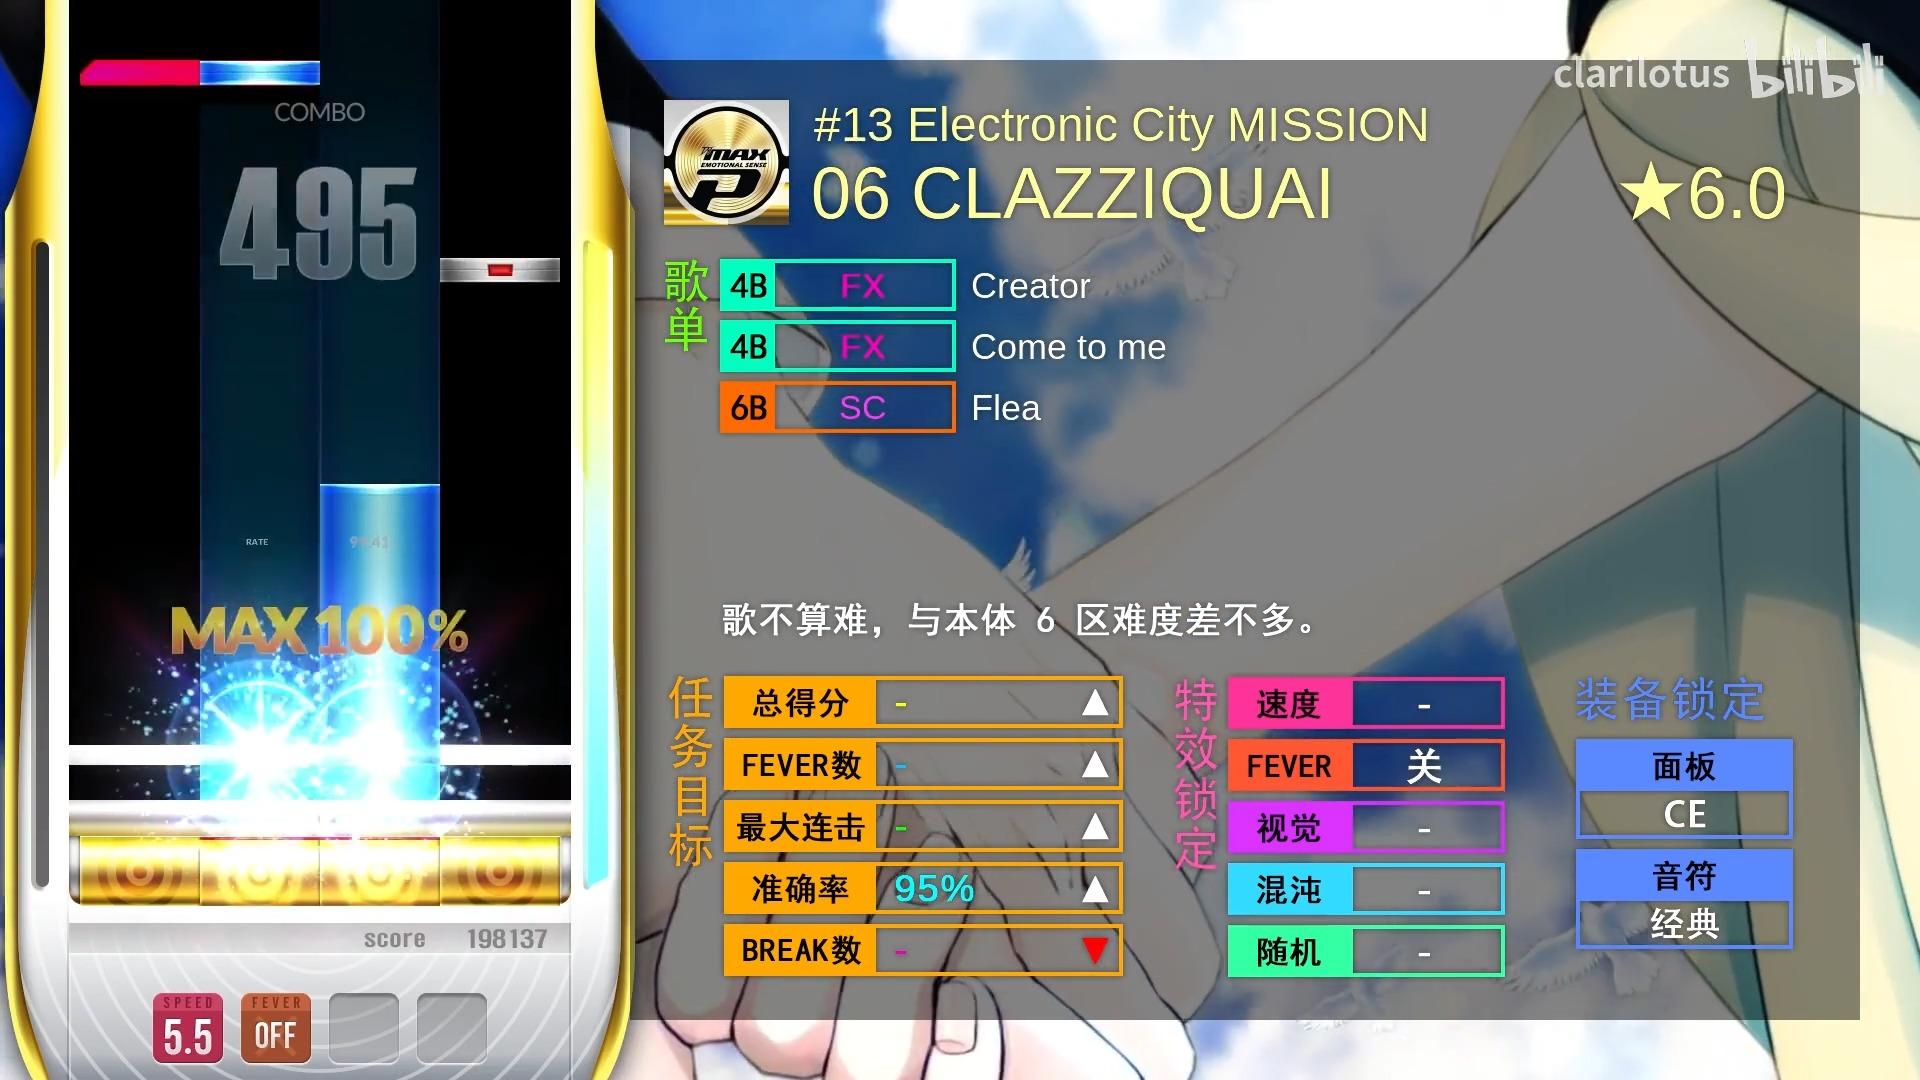 clarilotus bilibili
COMBO
495
RATE
MAX 100%
score 198137
SPEED
5.5
FEVER
OFF
MAX
EMOTIONAL SENSE
P
#13 Electronic City MISSION
06 CLAZZIQUAI
★6.0
歌单
4B FX Creator
4B FX Come to me
6B SC Flea
歌不算难，与本体 6 区难度差不多。
任务目标
总得分 - ▲
FEVER数 - ▲
最大连击 - ▲
准确率 95% ▲
BREAK数 - ▼
特效锁定
速度 -
FEVER 关
视觉 -
混沌 -
随机 -
装备锁定
面板
CE
音符
经典